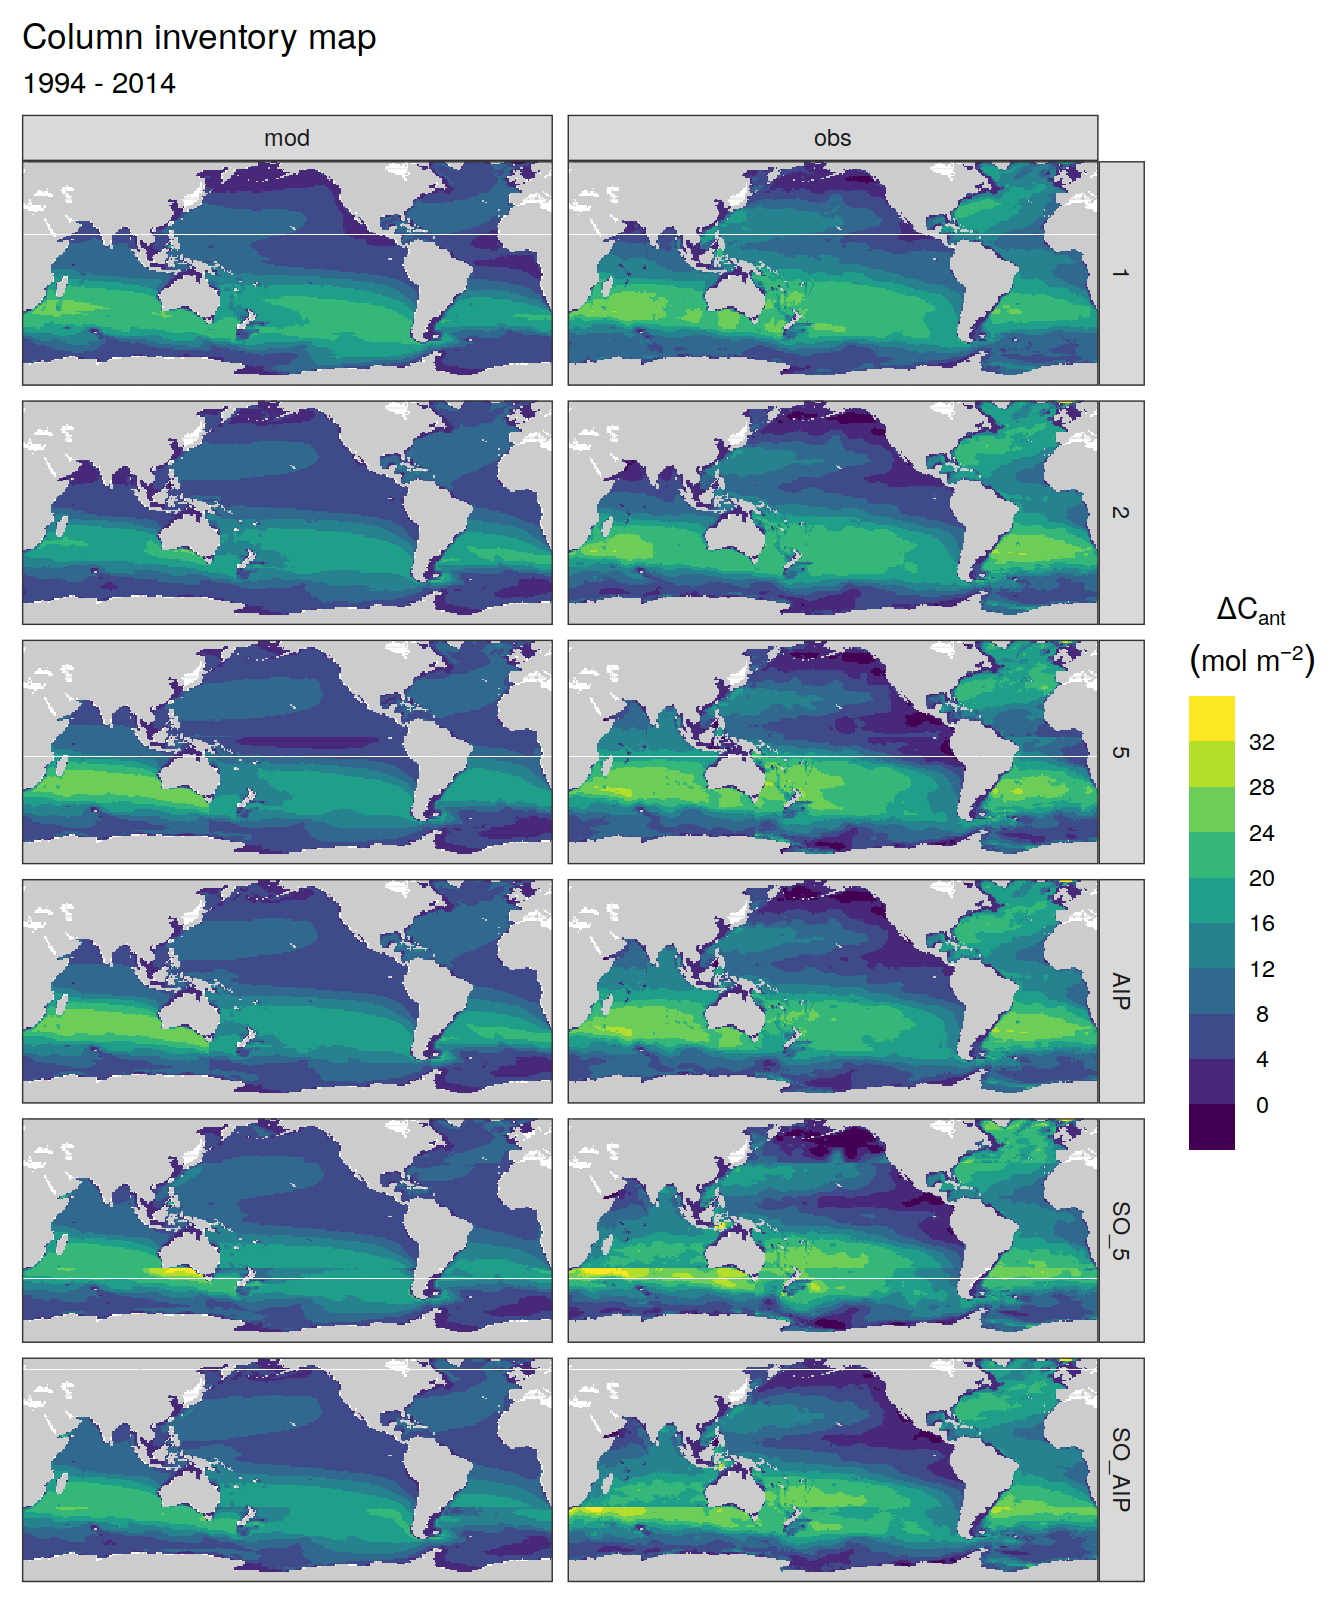 Column inventory map
1994 - 2014
mod
obs
1
2
5
AIP
SO_5
SO_AIP
ΔCant
(mol m−2)
32
28
24
20
16
12
8
4
0